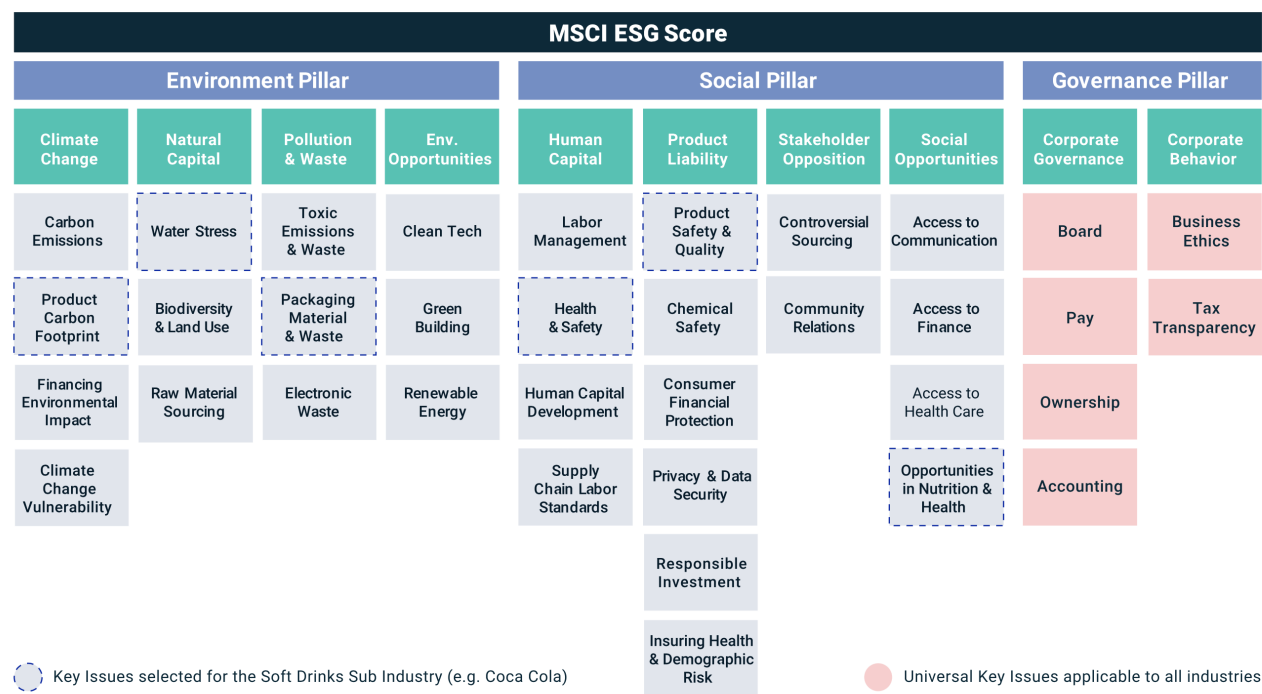 MSCI ESG Score
Environment Pillar
Social Pillar
Governance Pillar
Climate
Change
Natural
Capital
Pollution
& Waste
Env.
Opportunities
Human
Capital
Product
Liability
Stakeholder
Opposition
Social
Opportunities
Corporate
Governance
Corporate
Behavior
Carbon
Emissions
Water Stress
Toxic
Emissions
& Waste
Clean Tech
Labor
Management
Product
Safety &
Quality
Controversial
Sourcing
Access to
Communication
Board
Business
Ethics
Product
Carbon
Footprint
Biodiversity
& Land Use
Packaging
Material
& Waste
Green
Building
Health
& Safety
Chemical
Safety
Community
Relations
Access to
Finance
Pay
Tax
Transparency
Financing
Environmental
Impact
Raw Material
Sourcing
Electronic
Waste
Renewable
Energy
Human Capital
Development
Consumer
Financial
Protection
Access to
Health Care
Ownership
Climate
Change
Vulnerability
Supply
Chain Labor
Standards
Privacy & Data
Security
Opportunities
in Nutrition &
Health
Accounting
Responsible
Investment
Insuring Health
& Demographic
Risk
Key Issues selected for the Soft Drinks Sub Industry (e.g. Coca Cola)
Universal Key Issues applicable to all industries